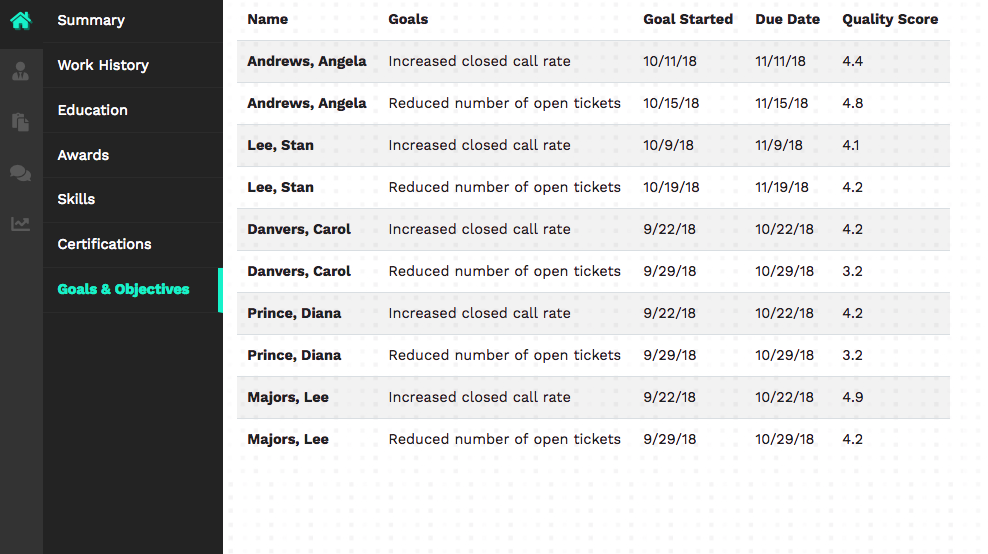 Summary
Work History
Education
Awards
Skills
Certifications
Goals & Objectives
Name Goals Goal Started Due Date Quality Score
Andrews, Angela Increased closed call rate 10/11/18 11/11/18 4.4
Andrews, Angela Reduced number of open tickets 10/15/18 11/15/18 4.8
Lee, Stan Increased closed call rate 10/9/18 11/9/18 4.1
Lee, Stan Reduced number of open tickets 10/19/18 11/19/18 4.2
Danvers, Carol Increased closed call rate 9/22/18 10/22/18 4.2
Danvers, Carol Reduced number of open tickets 9/29/18 10/29/18 3.2
Prince, Diana Increased closed call rate 9/22/18 10/22/18 4.2
Prince, Diana Reduced number of open tickets 9/29/18 10/29/18 3.2
Majors, Lee Increased closed call rate 9/22/18 10/22/18 4.9
Majors, Lee Reduced number of open tickets 9/29/18 10/29/18 4.2